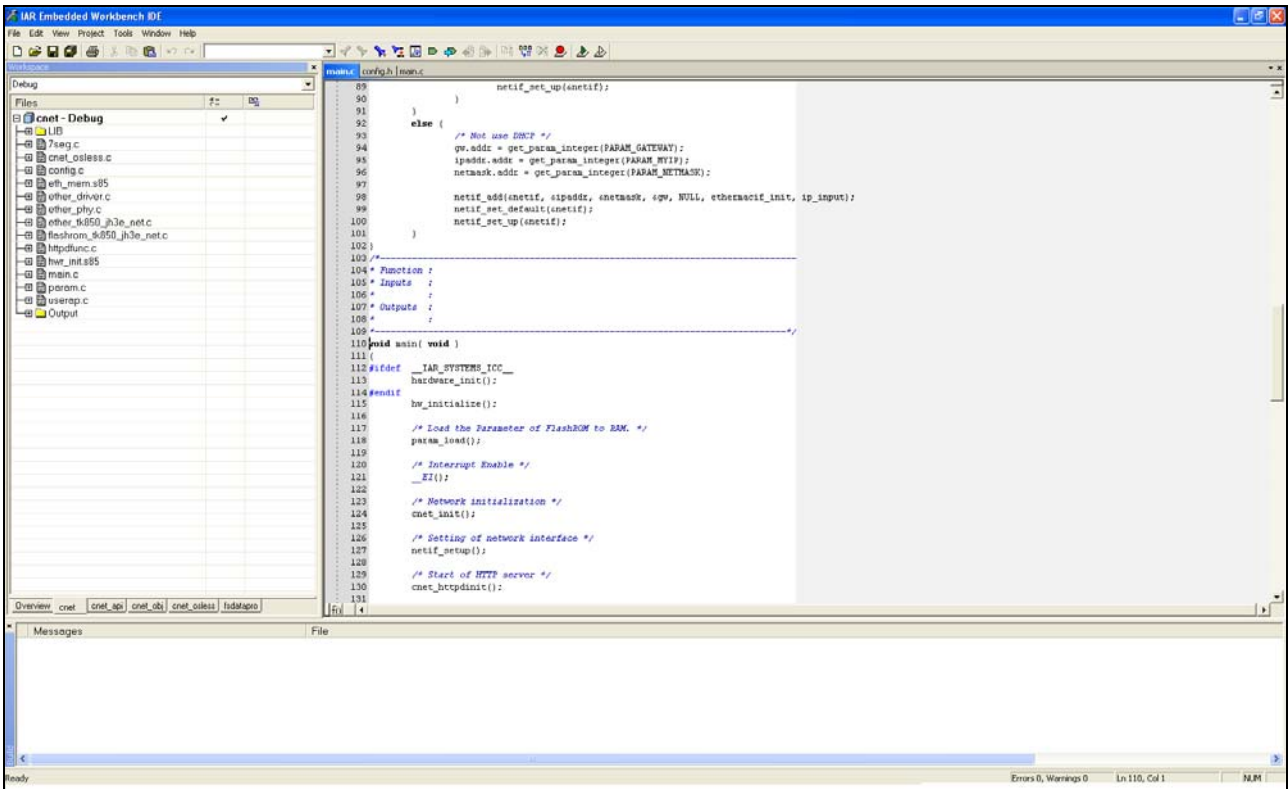 IAR Embedded Workbench IDE
File Edit View Project Tools Window Help
Workspace
Debug
Files
cnet - Debug
LIB
7seg.c
cnet_osless.c
config.c
eth_mem.s85
ether_driver.c
ether_phy.c
ether_tk850_jh3e_net.c
flashrom_tk850_jh3e_net.c
httpdfunc.c
hwr_init.s85
main.c
param.c
userap.c
Output
Overview cnet cnet_api cnet_obj cnet_osless fsdatapro
main.c config.h main.c
89 netif_set_up(&netif);
90 }
91 }
92 else {
93 /* Not use DHCP */
94 gw.addr = get_param_integer(PARAM_GATEWAY);
95 ipaddr.addr = get_param_integer(PARAM_MYIP);
96 netmask.addr = get_param_integer(PARAM_NETMASK);
97
98 netif_add(&netif, &ipaddr, &netmask, &gw, NULL, ethernacif_init, ip_input);
99 netif_set_default(&netif);
100 netif_set_up(&netif);
101 }
102 }
103 /*------------------------------------------------------------
104 * Function :
105 * Inputs :
106 * :
107 * Outputs :
108 * :
109 *------------------------------------------------------------*/
110 void main( void )
111 {
112 #ifdef __IAR_SYSTEMS_ICC__
113 hardware_init();
114 #endif
115 hw_initialize();
116
117 /* Load the Parameter of FlashROM to RAM. */
118 param_load();
119
120 /* Interrupt Enable */
121 __EI();
122
123 /* Network initialization */
124 cnet_init();
125
126 /* Setting of network interface */
127 netif_setup();
128
129 /* Start of HTTP server */
130 cnet_httpdinit();
131
Messages File
Ready Errors 0, Warnings 0 Ln 110, Col 1 NUM